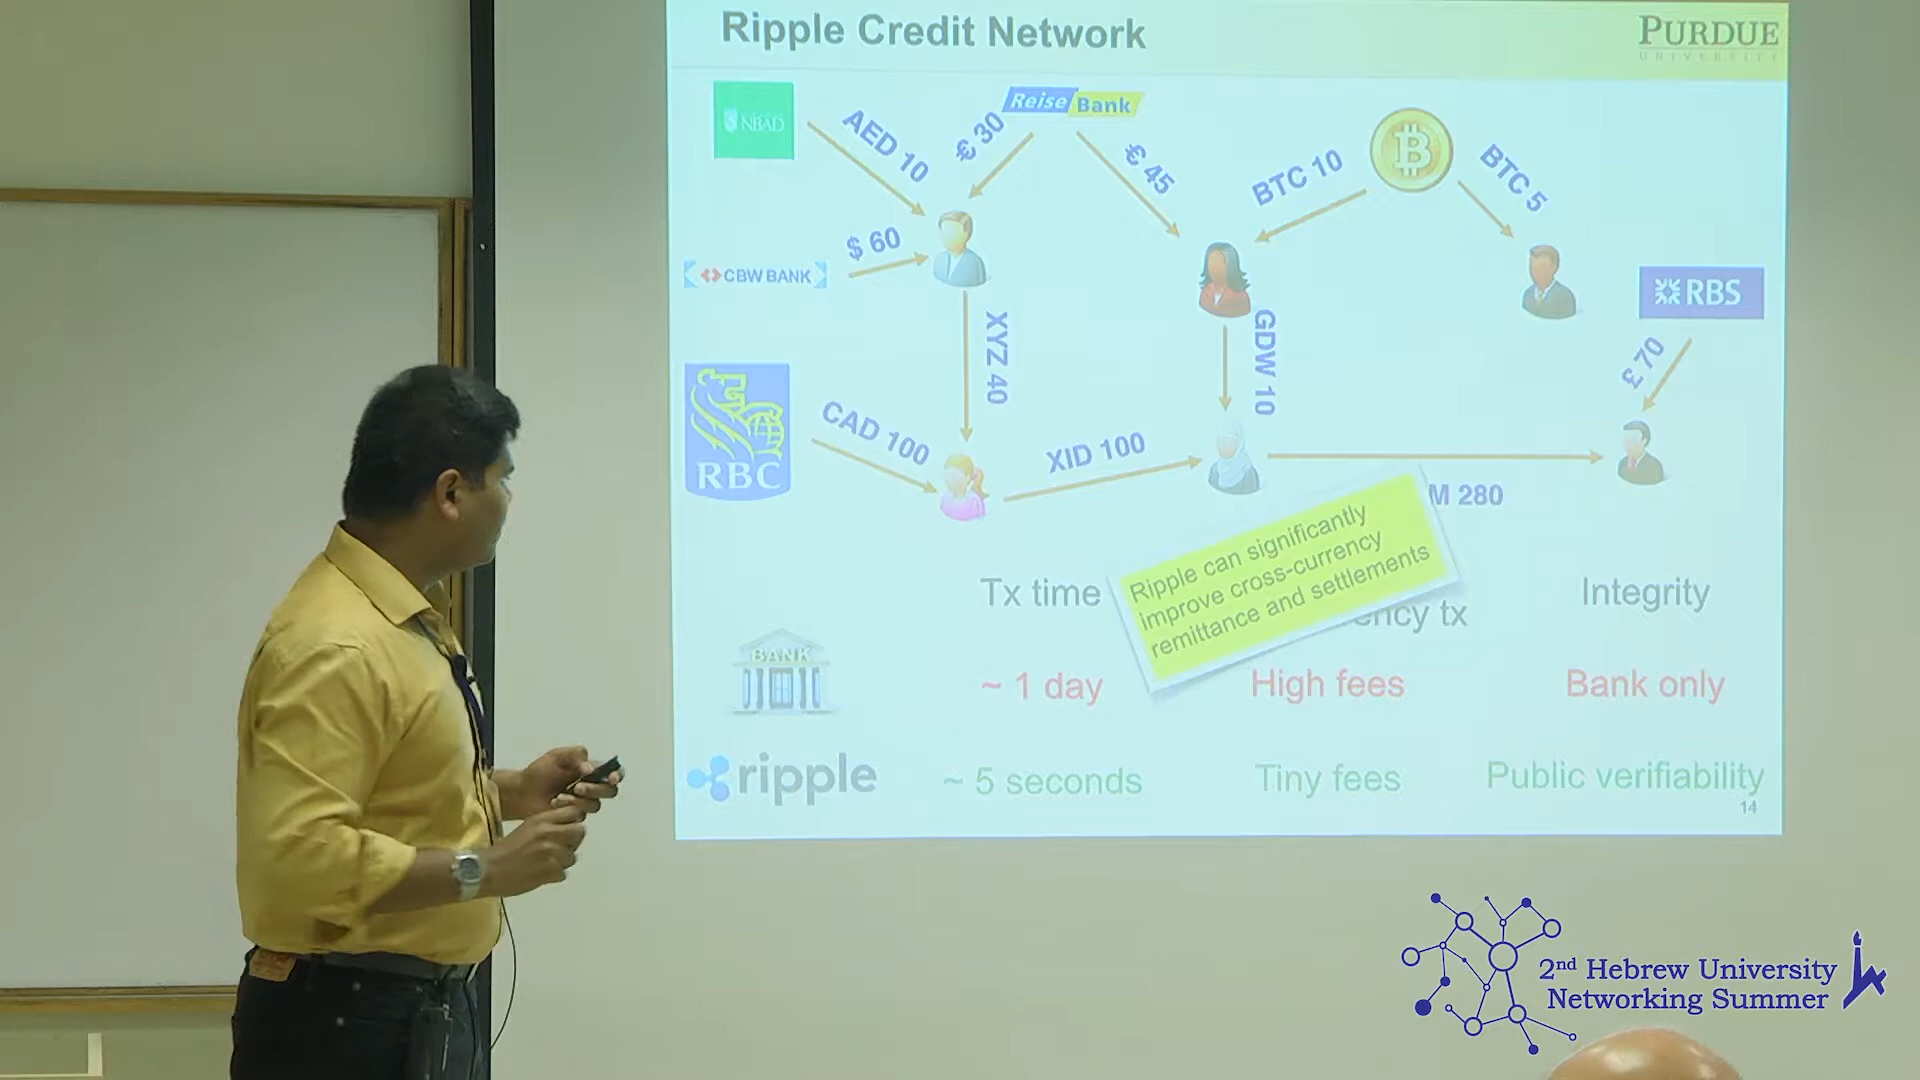 Ripple Credit Network
PURDUE
UNIVERSITY
NBAD
AED 10
€ 30
Reise Bank
€ 45
BTC 10
B
BTC 5
$ 60
CBW BANK
XYZ 40
GDW 10
RBS
£ 70
RBC
CAD 100
XID 100
M 280
Ripple can significantly
improve cross-currency
remittance and settlements
Tx time
ency tx
Integrity
BANK
~ 1 day
High fees
Bank only
ripple
~ 5 seconds
Tiny fees
Public verifiability
14
2nd Hebrew University
Networking Summer